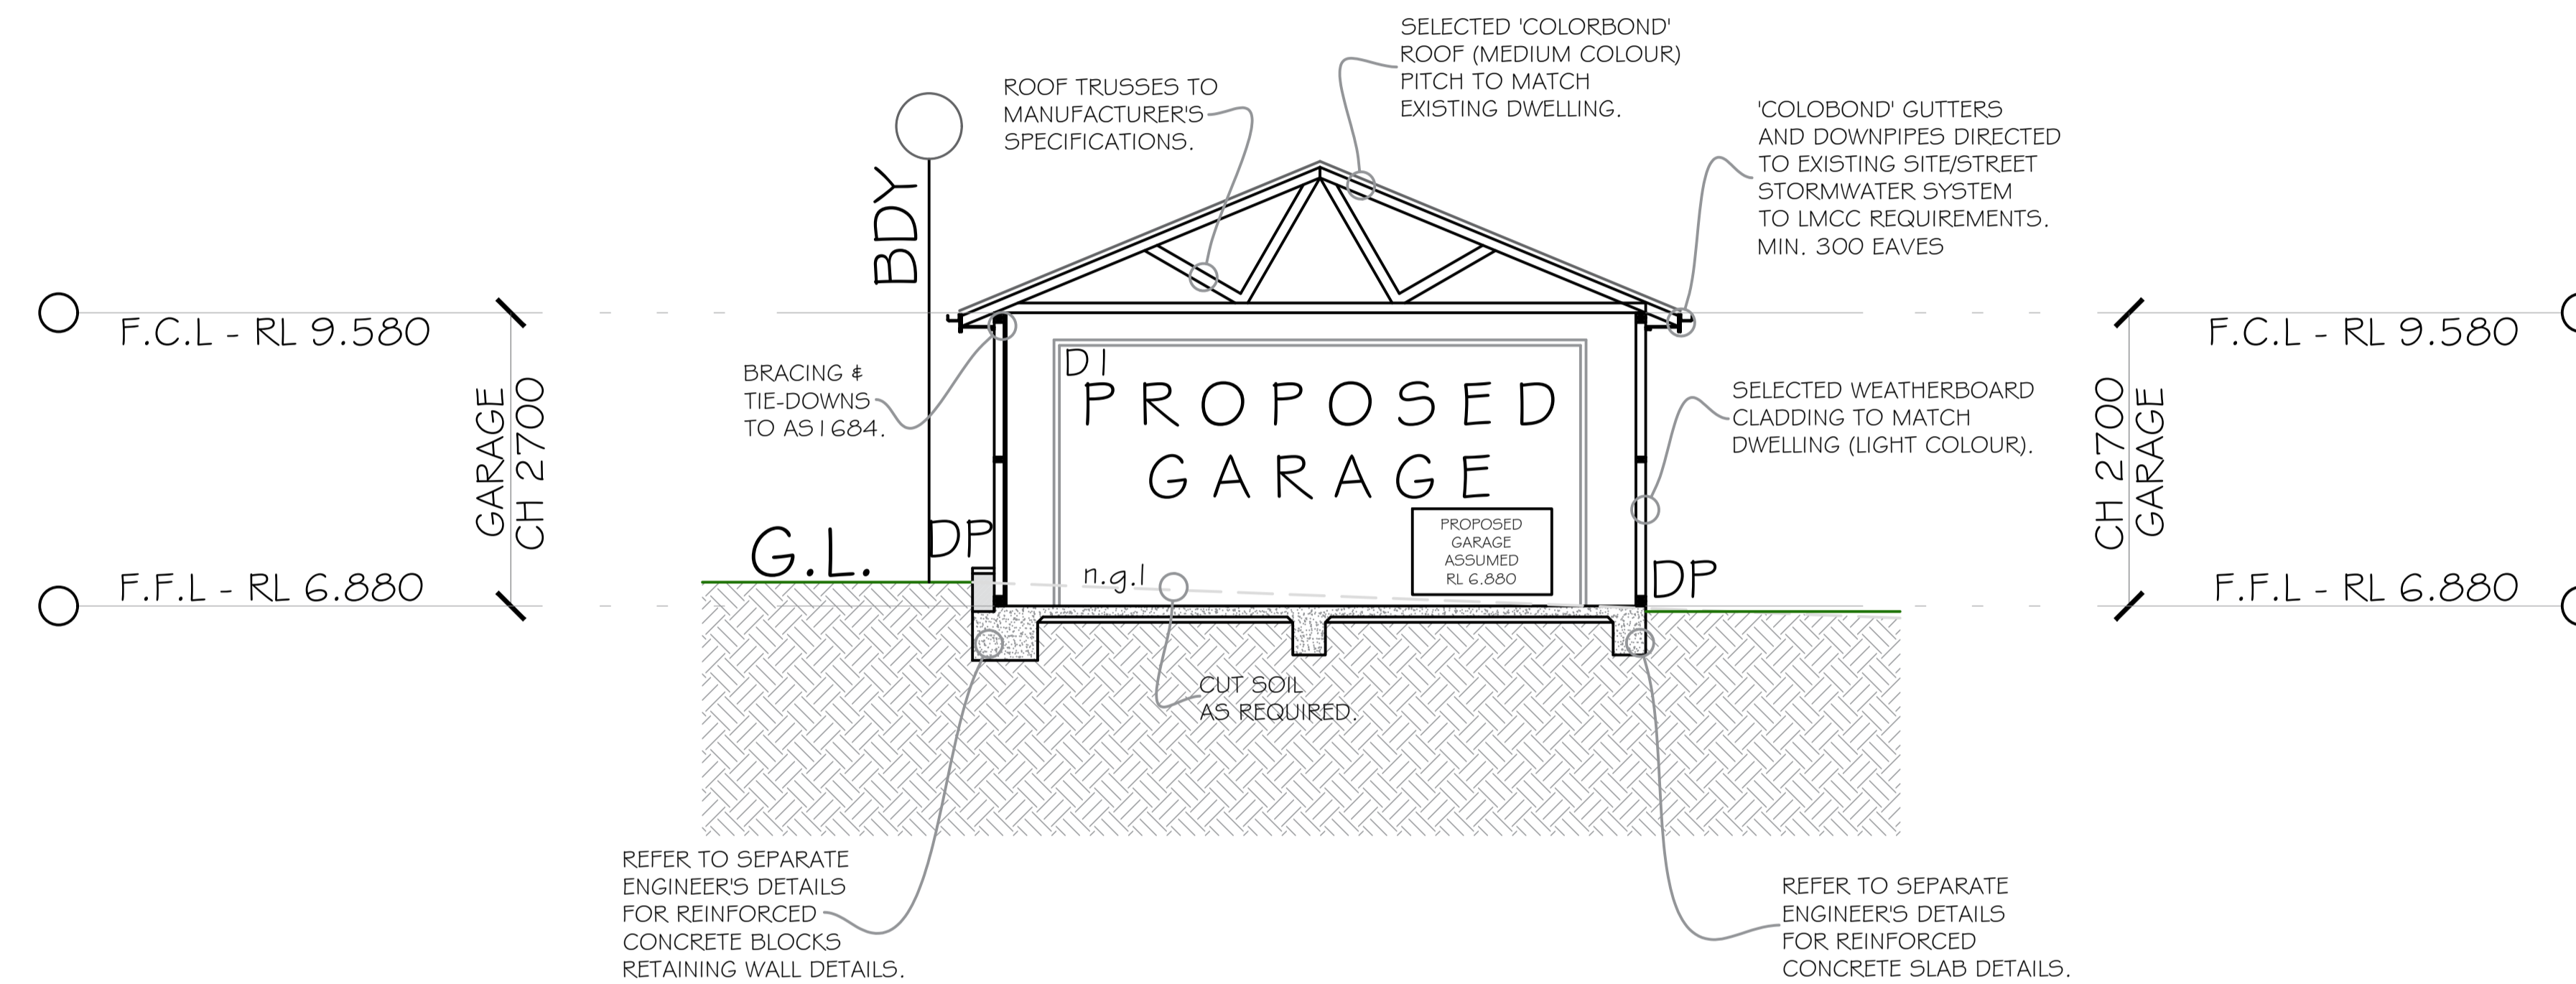 SELECTED 'COLORBOND'
ROOF (MEDIUM COLOUR)
PITCH TO MATCH
EXISTING DWELLING.
ROOF TRUSSES TO
MANUFACTURER'S
SPECIFICATIONS.
'COLOBOND' GUTTERS
AND DOWNPIPES DIRECTED
TO EXISTING SITE/STREET
STORMWATER SYSTEM
TO LMCC REQUIREMENTS.
MIN. 300 EAVES
BDY
F.C.L - RL 9.580
F.C.L - RL 9.580
GARAGE
CH 2700
BRACING &
TIE-DOWNS
TO AS1684.
D1
PROPOSED
GARAGE
SELECTED WEATHERBOARD
CLADDING TO MATCH
DWELLING (LIGHT COLOUR).
CH 2700
GARAGE
PROPOSED
GARAGE
ASSUMED
RL 6.880
G.L.
DP
n.g.l
DP
F.F.L - RL 6.880
F.F.L - RL 6.880
CUT SOIL
AS REQUIRED.
REFER TO SEPARATE
ENGINEER'S DETAILS
FOR REINFORCED
CONCRETE BLOCKS
RETAINING WALL DETAILS.
REFER TO SEPARATE
ENGINEER'S DETAILS
FOR REINFORCED
CONCRETE SLAB DETAILS.